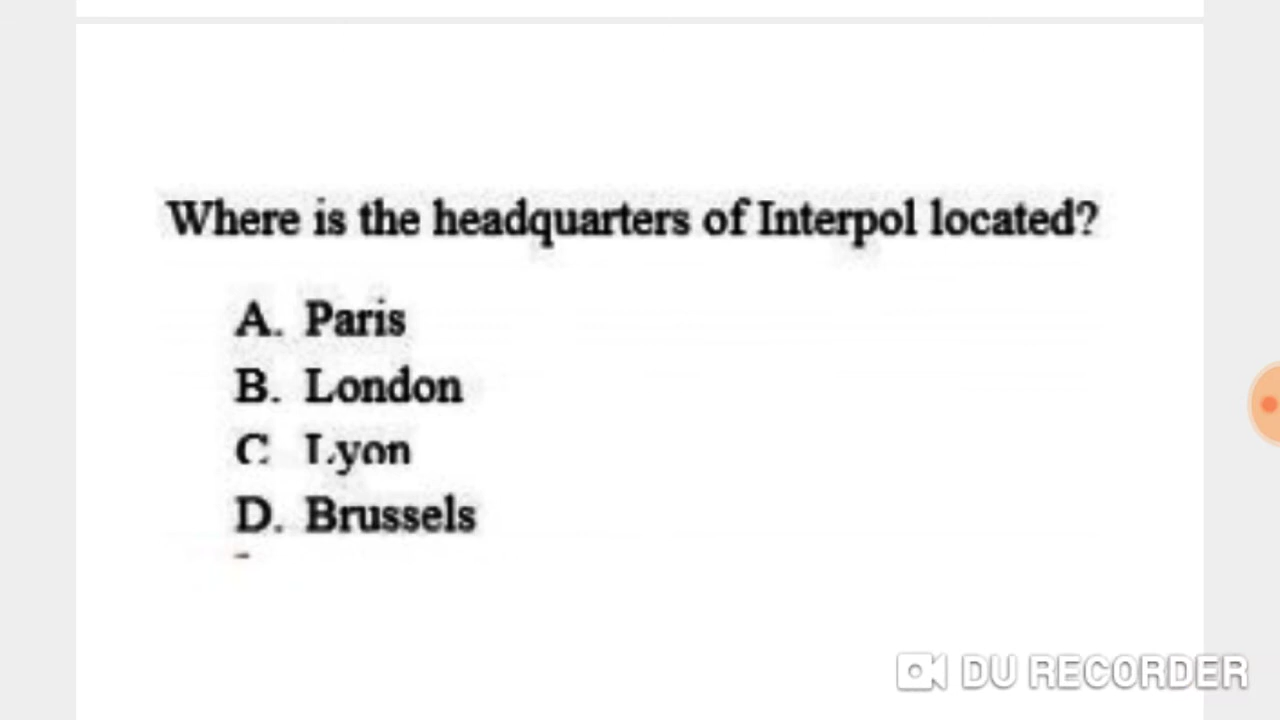 Where is the headquarters of Interpol located?
A. Paris
B. London
C. Lyon
D. Brussels
DU RECORDER